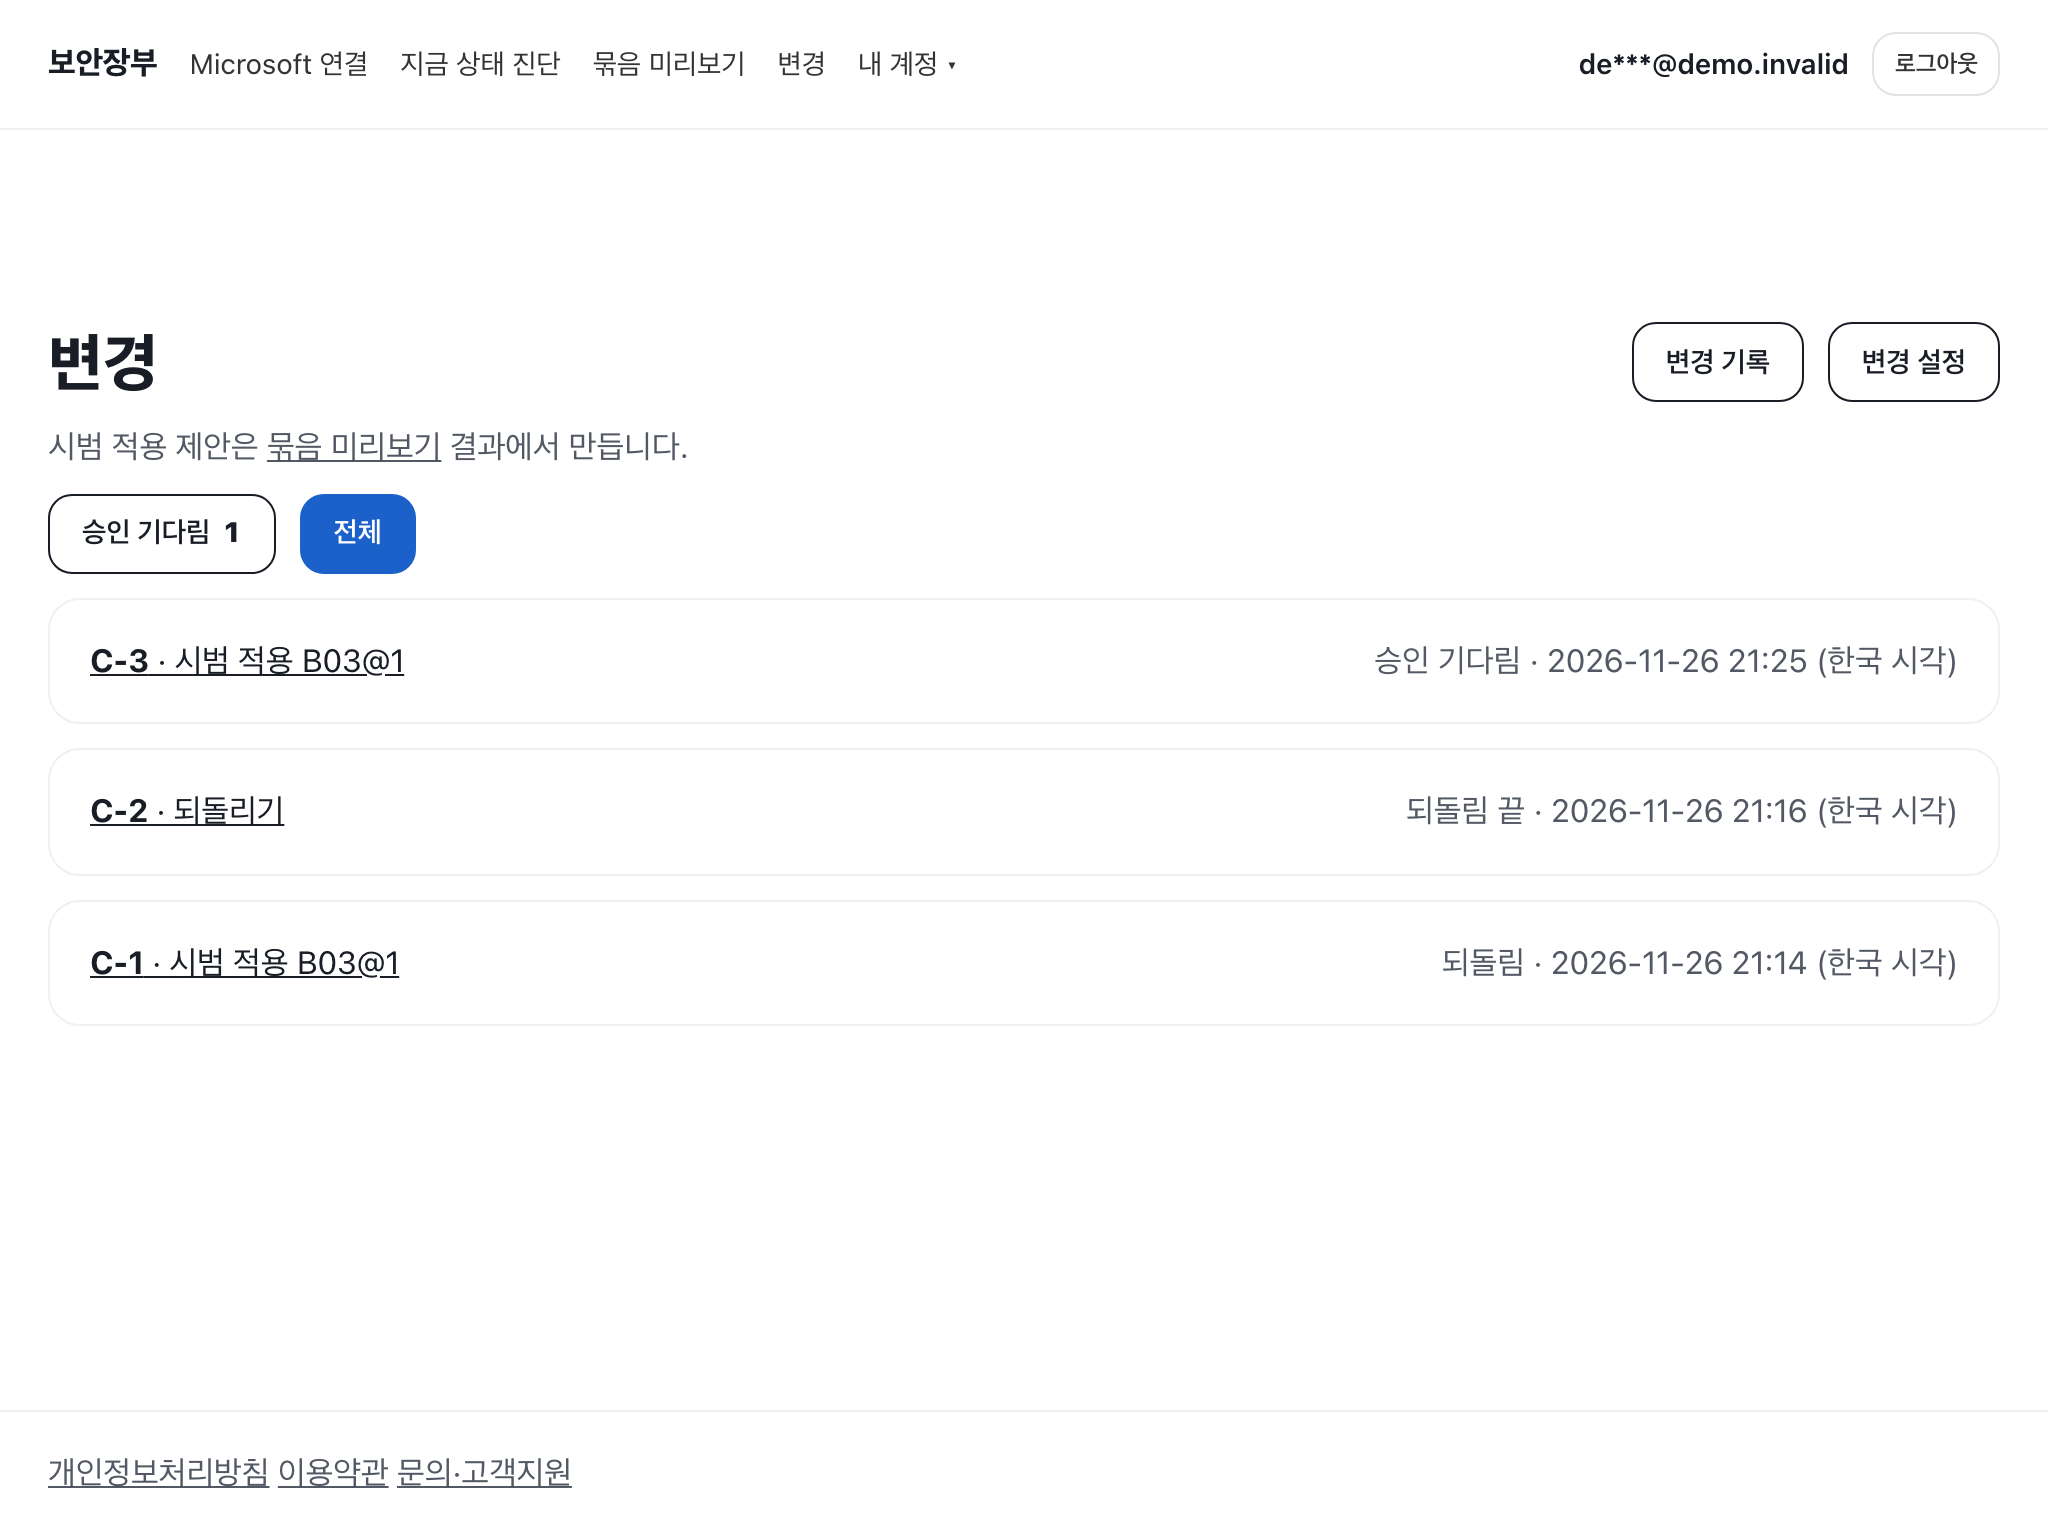 보안장부 Microsoft 연결 지금 상태 진단 묶음 미리보기 변경 내 계정 ▾ de***@demo.invalid 로그아웃
변경 변경 기록 변경 설정
시범 적용 제안은 묶음 미리보기 결과에서 만듭니다.
승인 기다림 1 전체
C-3 · 시범 적용 B03@1 승인 기다림 · 2026-11-26 21:25 (한국 시각)
C-2 · 되돌리기 되돌림 끝 · 2026-11-26 21:16 (한국 시각)
C-1 · 시범 적용 B03@1 되돌림 · 2026-11-26 21:14 (한국 시각)
개인정보처리방침 이용약관 문의·고객지원